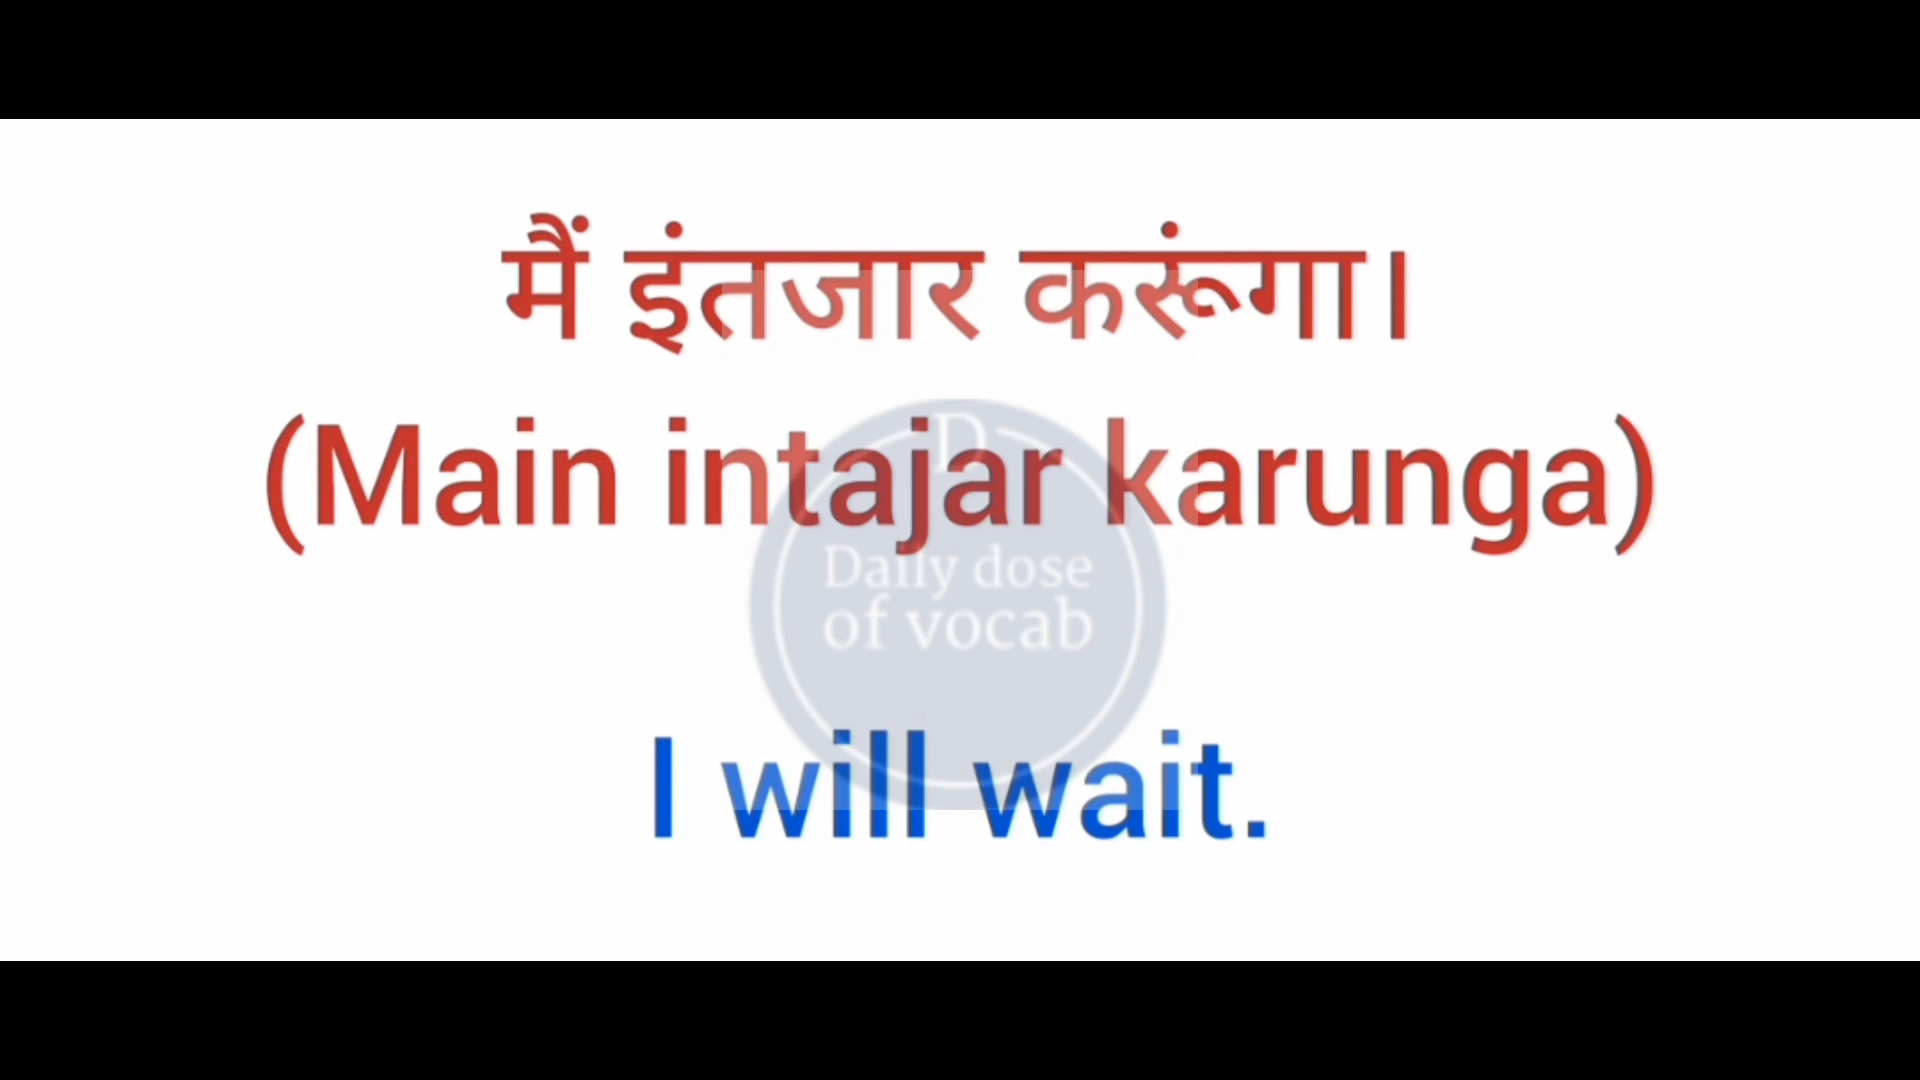 मैं इंतजार करूंगा।
(Main intajar karunga)
D
Daily dose
of vocab
I will wait.